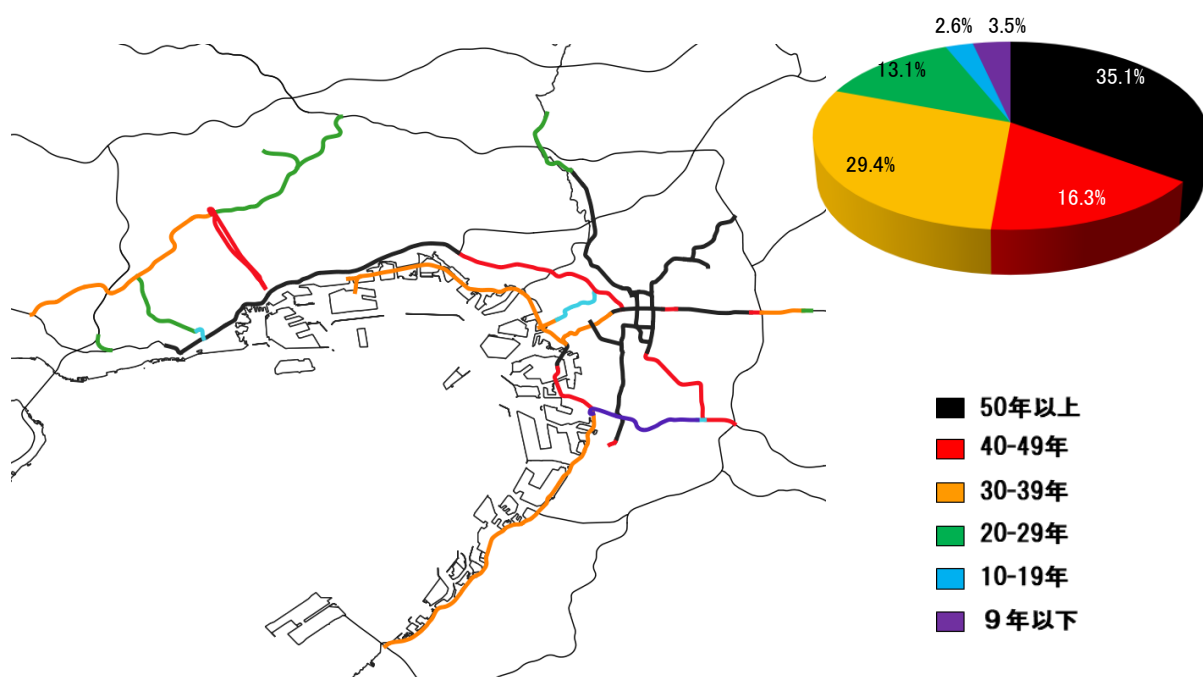 2.6%
3.5%
13.1%
35.1%
29.4%
16.3%
50年以上
40-49年
30-39年
20-29年
10-19年
９年以下